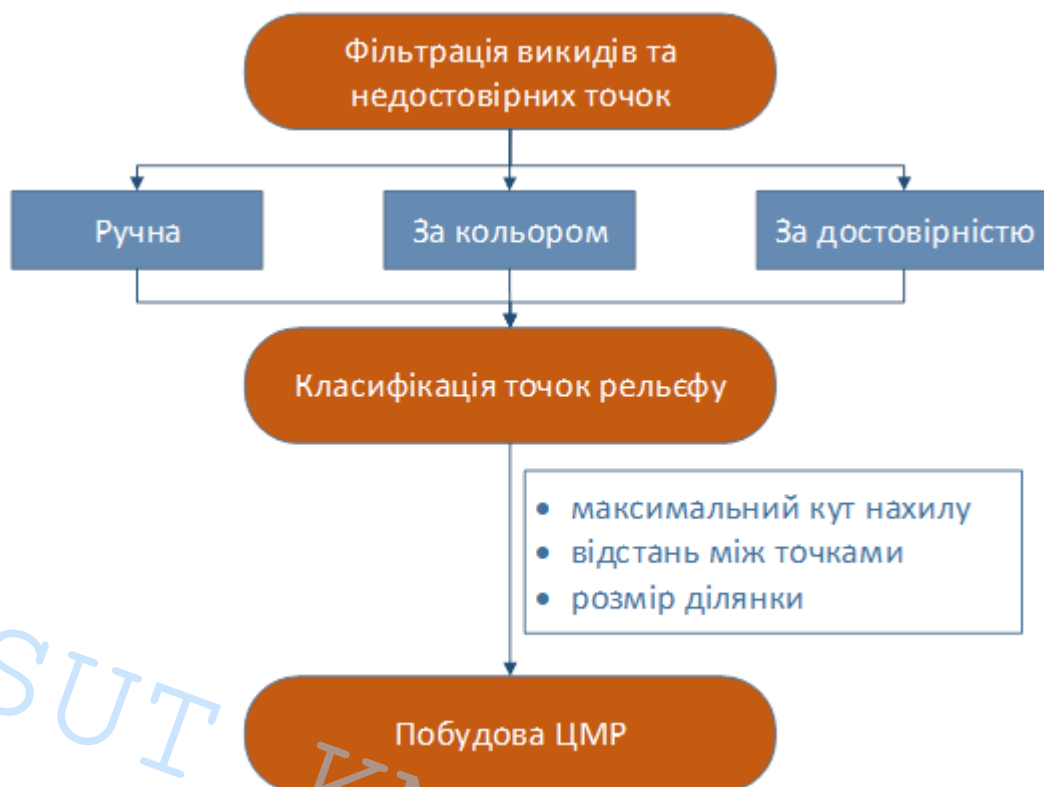 Фільтрація викидів та
недостовірних точок
Ручна
За кольором
За достовірністю
Класифікація точок рельєфу
• максимальний кут нахилу
• відстань між точками
• розмір ділянки
SUT
Побудова ЦМР